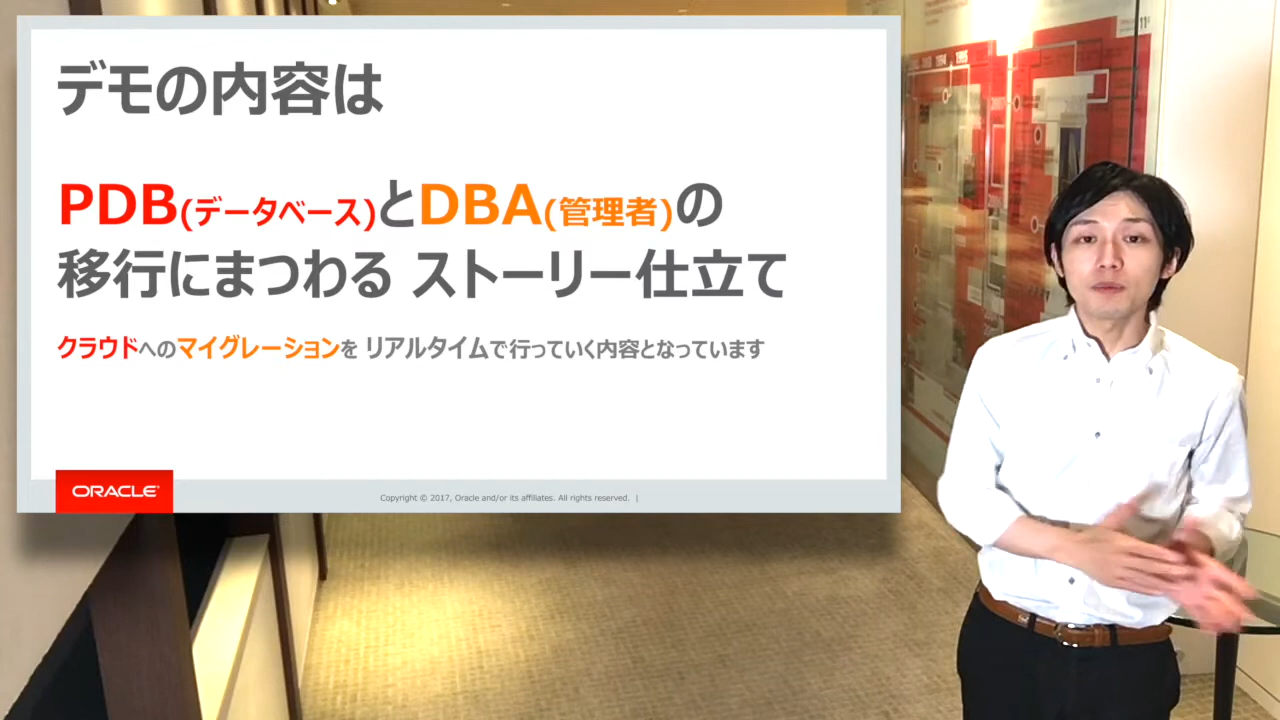 デモの内容は
PDB(データベース)とDBA(管理者)の
移行にまつわる ストーリー仕立て
クラウドへのマイグレーションを リアルタイムで行っていく内容となっています
ORACLE
Copyright © 2017, Oracle and/or its affiliates. All rights reserved. |
1994 1995
11g